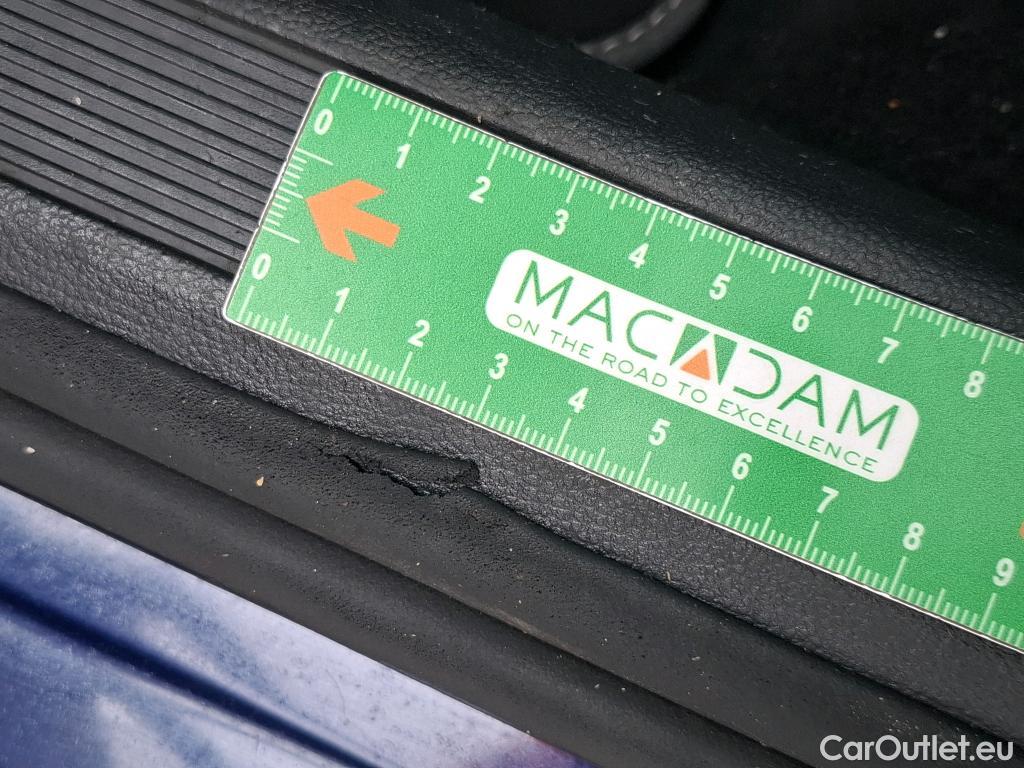 0 1 2 3 4 5 6 7 8
MACADAM
ON THE ROAD TO EXCELLENCE
0 1 2 3 4 5 6 7 8 9
CarOutlet.eu